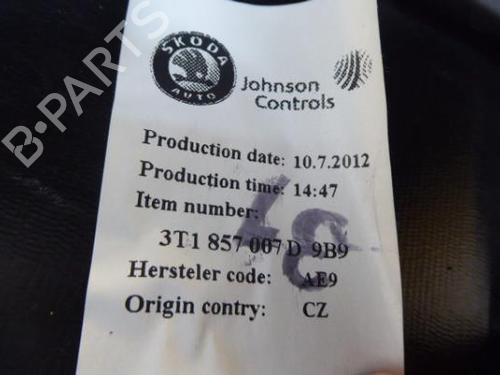 B-PARTS
ŠKODA
AUTO
Johnson
Controls
Production date: 10.7.2012
Production time: 14:47
Item number:
3T1 857 007 D 9B9
Hersteler code: AE9
Origin contry: CZ